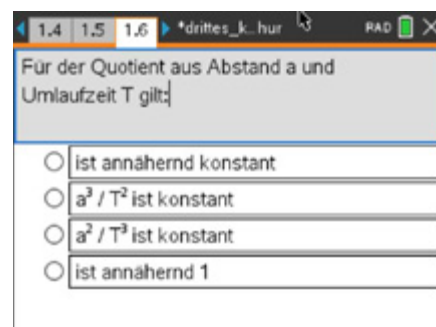 1.4 1.5 1.6 *drittes_k...hur RAD
Für der Quotient aus Abstand a und
Umlaufzeit T gilt:
ist annähernd konstant
a³ / T² ist konstant
a² / T³ ist konstant
ist annähernd 1